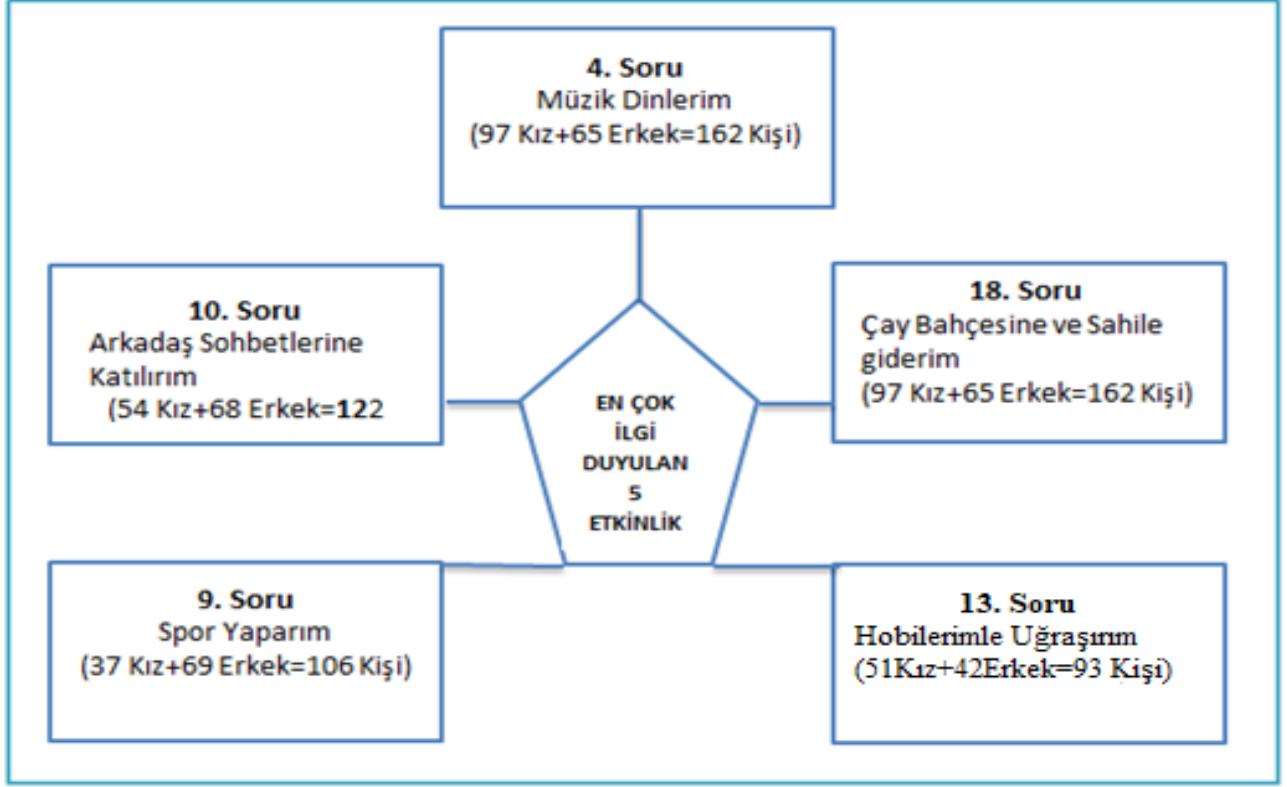 4. Soru
Müzik Dinlerim
(97 Kız+65 Erkek=162 Kişi)
10. Soru
Arkadaş Sohbetlerine
Katılırım
(54 Kız+68 Erkek=122
18. Soru
Çay Bahçesine ve Sahile
giderim
(97 Kız+65 Erkek=162 Kişi)
EN ÇOK
İLGİ
DUYULAN
5
ETKİNLİK
9. Soru
Spor Yaparım
(37 Kız+69 Erkek=106 Kişi)
13. Soru
Hobilerimle Uğraşırım
(51Kız+42Erkek=93 Kişi)